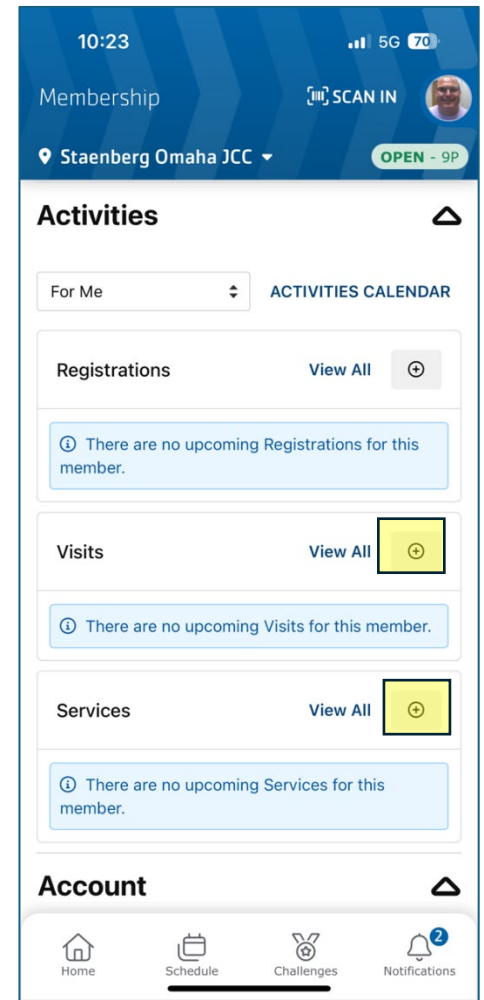 10:23 5G 70
Membership SCAN IN
Staenberg Omaha JCC OPEN - 9P
Activities
For Me ACTIVITIES CALENDAR
Registrations View All
There are no upcoming Registrations for this
member.
Visits View All
There are no upcoming Visits for this member.
Services View All
There are no upcoming Services for this
member.
Account
2
Home Schedule Challenges Notifications